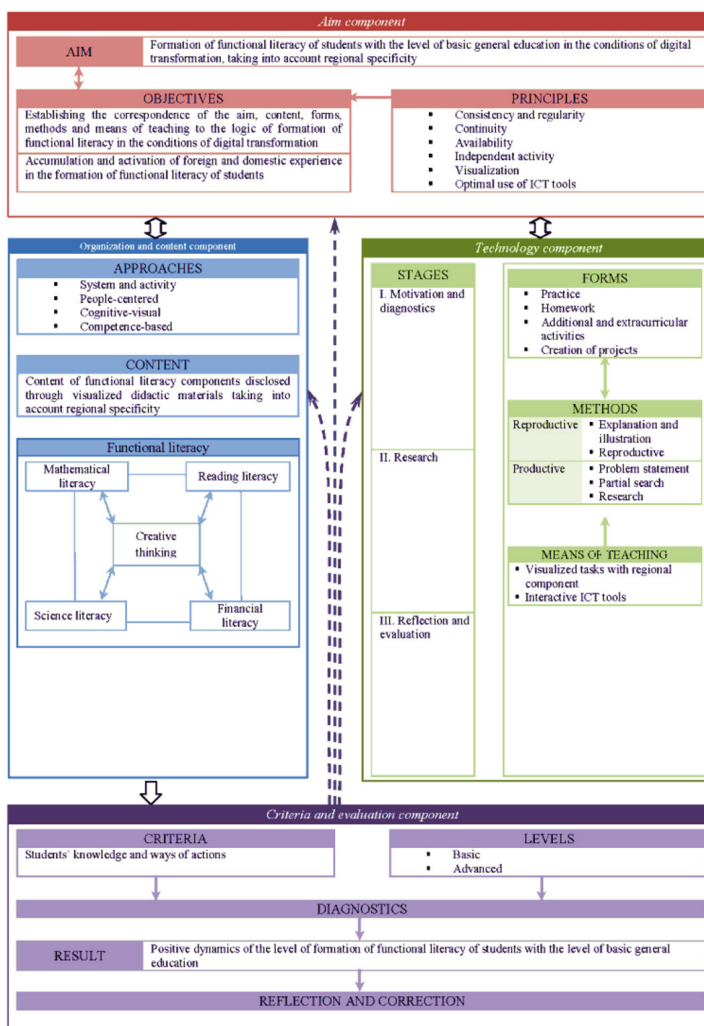 Aim component
AIM
Formation of functional literacy of students with the level of basic general education in the conditions of digital
transformation, taking into account regional specificity
OBJECTIVES
Establishing the correspondence of the aim, content, forms,
methods and means of teaching to the logic of formation of
functional literacy in the conditions of digital transformation
Accumulation and activation of foreign and domestic experience
in the formation of functional literacy of students
PRINCIPLES
▪ Consistency and regularity
▪ Continuity
▪ Availability
▪ Independent activity
▪ Visualization
▪ Optimal use of ICT tools
Organization and content component
APPROACHES
▪ System and activity
▪ People-centered
▪ Cognitive-visual
▪ Competence-based
CONTENT
Content of functional literacy components disclosed
through visualized didactic materials taking into
account regional specificity
Functional literacy
Mathematical
literacy
Reading literacy
Creative
thinking
Science literacy
Financial
literacy
Technology component
STAGES
I. Motivation and
diagnostics
II. Research
III. Reflection and
evaluation
FORMS
▪ Practice
▪ Homework
▪ Additional and extracurricular
activities
▪ Creation of projects
METHODS
Reproductive
▪ Explanation and
illustration
▪ Reproductive
Productive
▪ Problem statement
▪ Partial search
▪ Research
MEANS OF TEACHING
▪ Visualized tasks with regional
component
▪ Interactive ICT tools
Criteria and evaluation component
CRITERIA
Students' knowledge and ways of actions
LEVELS
▪ Basic
▪ Advanced
DIAGNOSTICS
RESULT
Positive dynamics of the level of formation of functional literacy of students with the level of basic general
education
REFLECTION AND CORRECTION